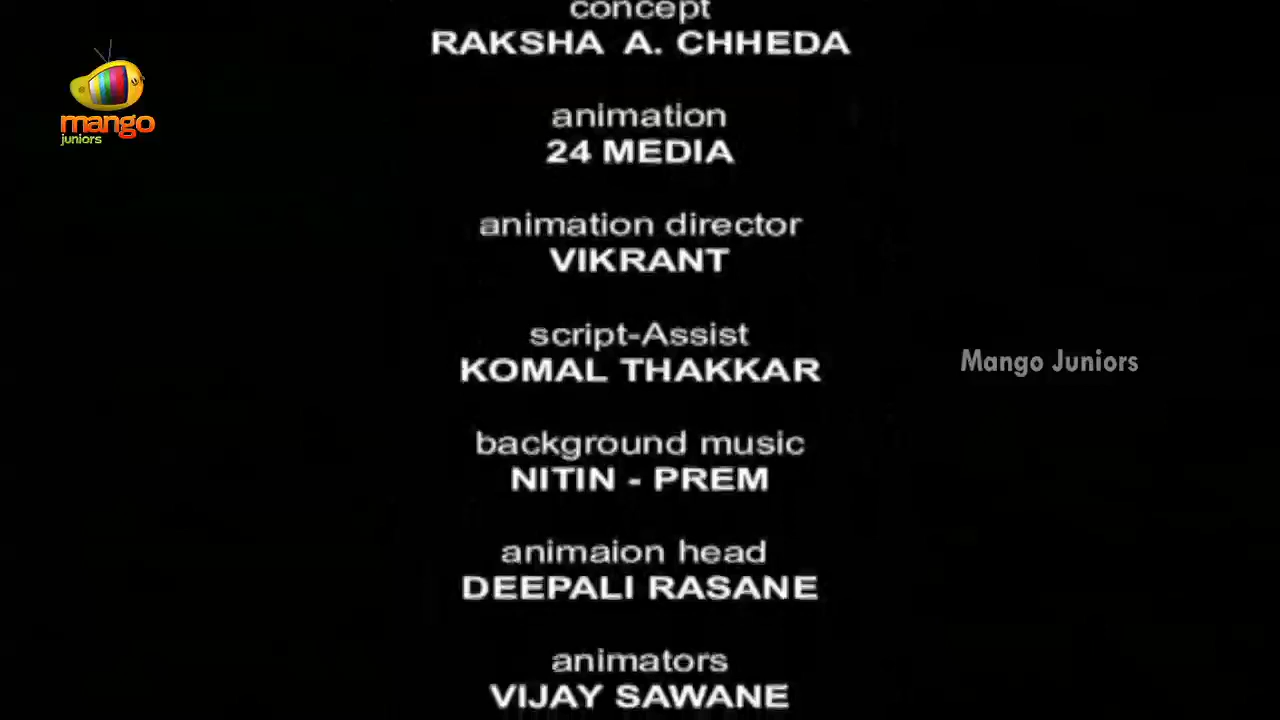 concept
RAKSHA A. CHHEDA
mango
juniors
animation
24 MEDIA
animation director
VIKRANT
script-Assist
KOMAL THAKKAR
Mango Juniors
background music
NITIN - PREM
animaion head
DEEPALI RASANE
animators
VIJAY SAWANE